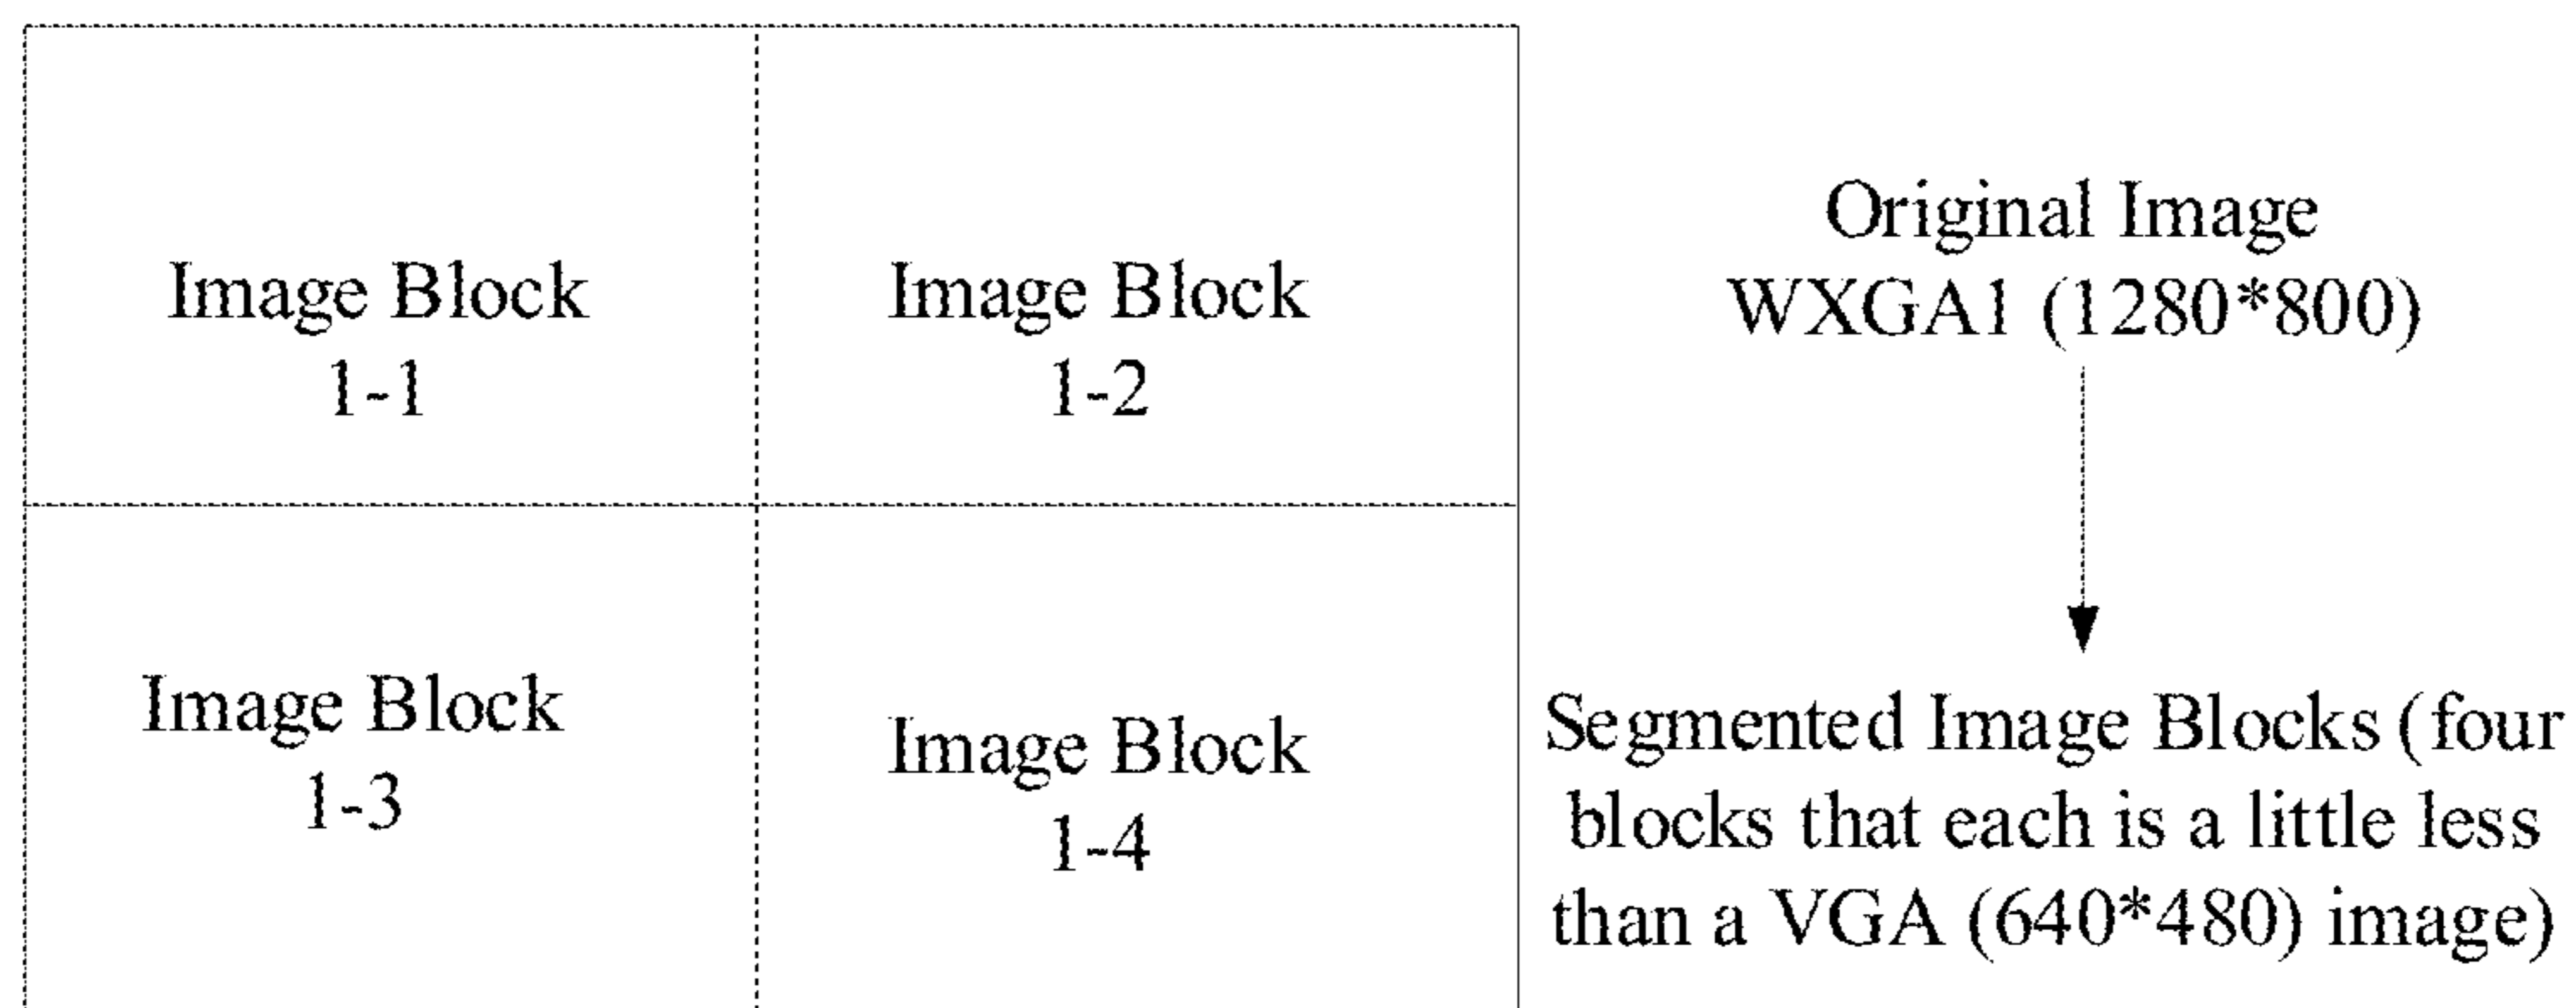 Image Block
1-1
Image Block
1-2
Image Block
1-3
Image Block
1-4
Original Image
WXGA1 (1280*800)
Segmented Image Blocks (four
blocks that each is a little less
than a VGA (640*480) image)